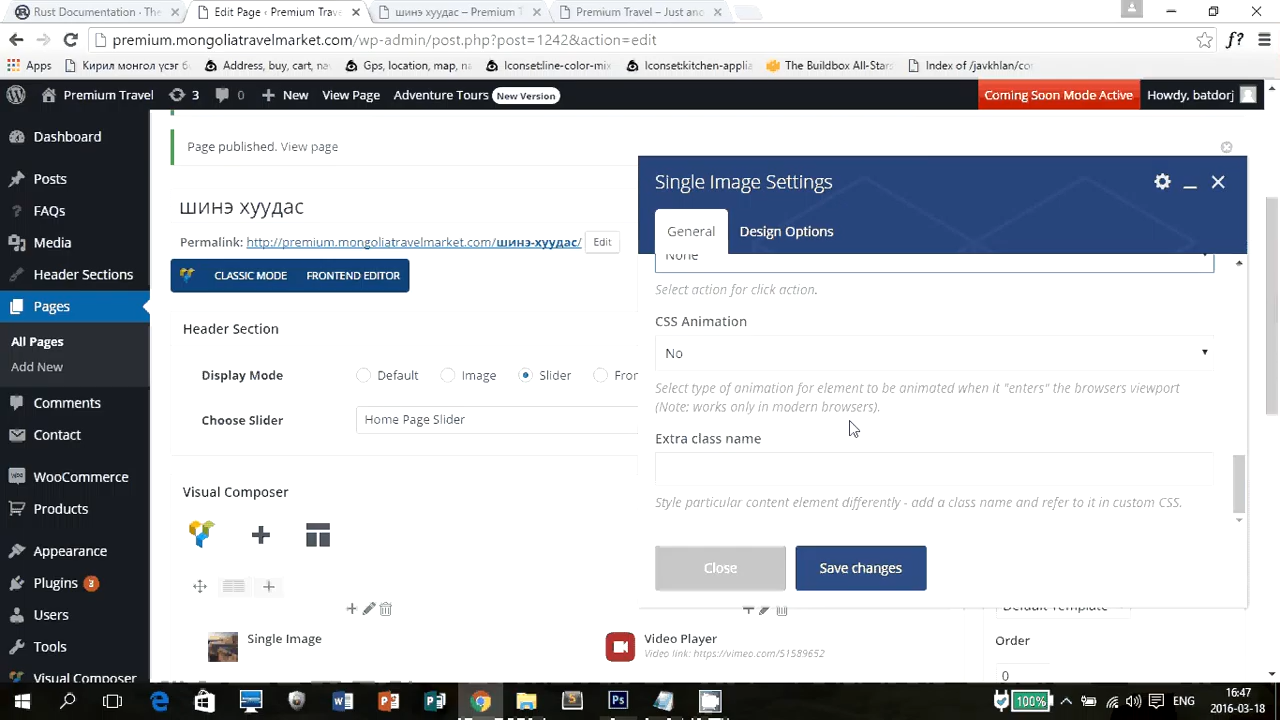 Rust Documentation - The
Edit Page ‹ Premium Trave
шинэ хуудас – Premium T
Premium Travel – Just and
premium.mongoliatravelmarket.com/wp-admin/post.php?post=1242&action=edit
f?
Apps
Кирил монгол үсэг б
Address, buy, cart, nav
Gps, location, map, na
Iconsetline-color-mix
Iconsetkitchen-applia
The Buildbox All-Stars
Index of /javkhlan/co
Premium Travel
3
0
New
View Page
Adventure Tours
New Version
Coming Soon Mode Active
Howdy, batdorj
Dashboard
Posts
FAQs
Media
Header Sections
Pages
All Pages
Add New
Comments
Contact
WooCommerce
Products
Appearance
Plugins 3
Users
Tools
Visual Composer
Page published. View page
шинэ хуудас
Permalink: http://premium.mongoliatravelmarket.com/шинэ-хуудас/
Edit
CLASSIC MODE
FRONTEND EDITOR
Header Section
Display Mode
Default
Image
Slider
Fron
Choose Slider
Home Page Slider
Visual Composer
Single Image
Video Player
Video link: https://vimeo.com/51589652
Single Image Settings
General
Design Options
None
Select action for click action.
CSS Animation
No
Select type of animation for element to be animated when it "enters" the browsers viewport
(Note: works only in modern browsers).
Extra class name
Style particular content element differently - add a class name and refer to it in custom CSS.
Close
Save changes
Default Template
Order
0
100%
ENG
16:47
2016-03-18